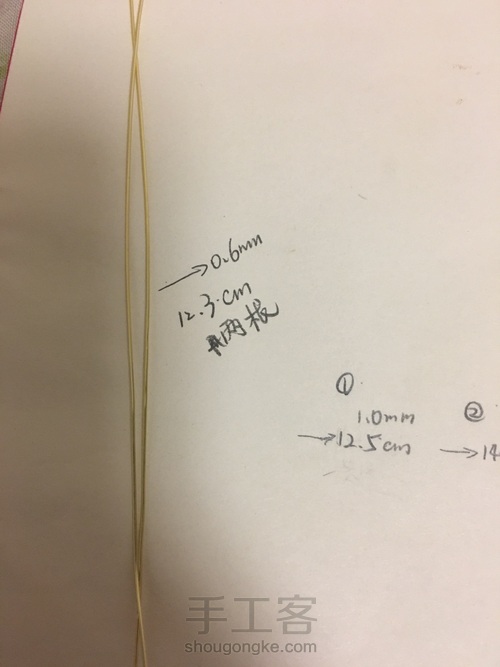 →0.6mm
12.3cm
两根
①
1.0mm
→12.5cm
②
→14
手工客
shougongke.com